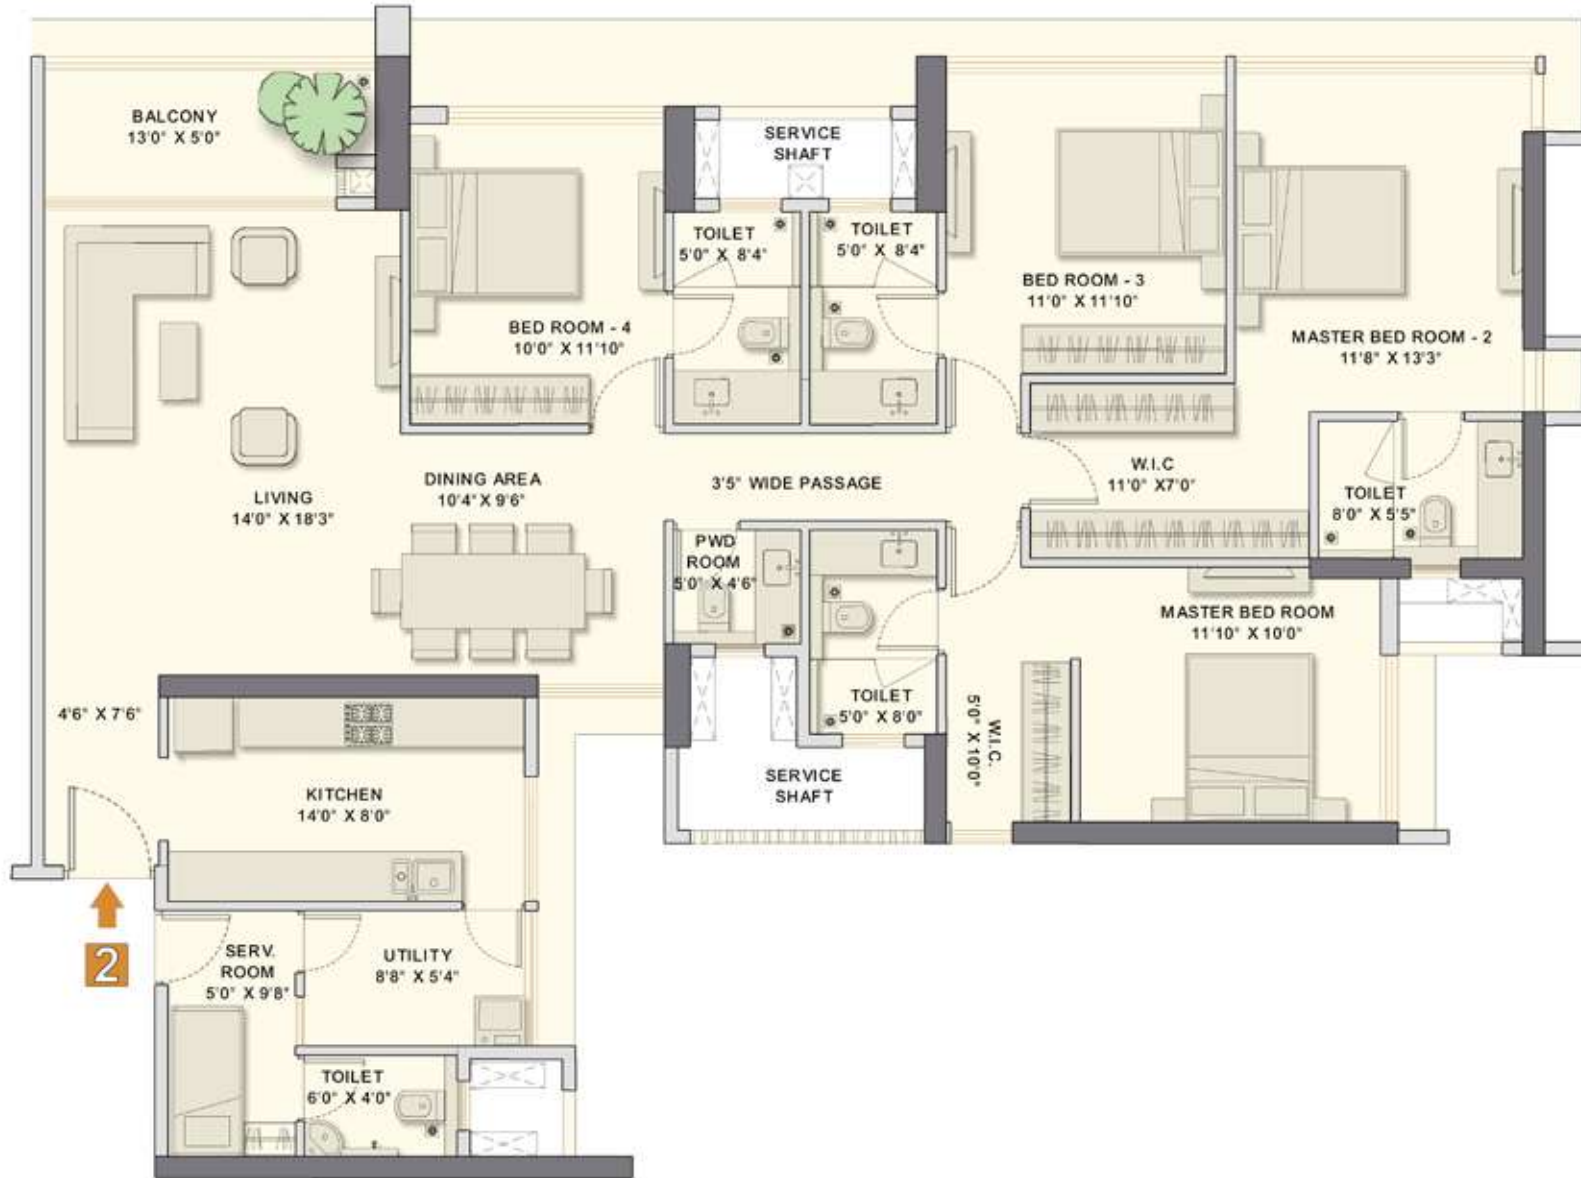 BALCONY
13'0" X 5'0"
SERVICE
SHAFT
TOILET
5'0" X 8'4"
TOILET
5'0" X 8'4"
BED ROOM - 3
11'0" X 11'10"
BED ROOM - 4
10'0" X 11'10"
MASTER BED ROOM - 2
11'8" X 13'3"
LIVING
14'0" X 18'3"
DINING AREA
10'4" X 9'6"
3'5" WIDE PASSAGE
W.I.C
11'0" X7'0"
TOILET
8'0" X 5'5"
PWD
ROOM
5'0" X 4'6"
MASTER BED ROOM
11'10" X 10'0"
TOILET
5'0" X 8'0"
W.I.C.
5'0" X 10'0"
4'6" X 7'6"
KITCHEN
14'0" X 8'0"
SERVICE
SHAFT
2
SERV.
ROOM
5'0" X 9'8"
UTILITY
8'8" X 5'4"
TOILET
6'0" X 4'0"